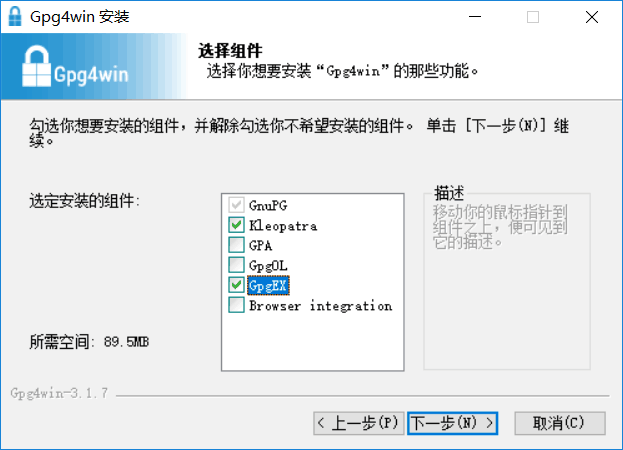 Gpg4win 安装
Gpg4win
选择组件
选择你想要安装“Gpg4win”的那些功能。
勾选你想要安装的组件，并解除勾选你不希望安装的组件。 单击 [下一步(N)] 继
续。
选定安装的组件:
GnuPG
Kleopatra
GPA
GpgOL
GpgEX
Browser integration
描述
移动你的鼠标指针到
组件之上，便可见到
它的描述。
所需空间: 89.5MB
Gpg4win-3.1.7
< 上一步(P)
下一步(N) >
取消(C)